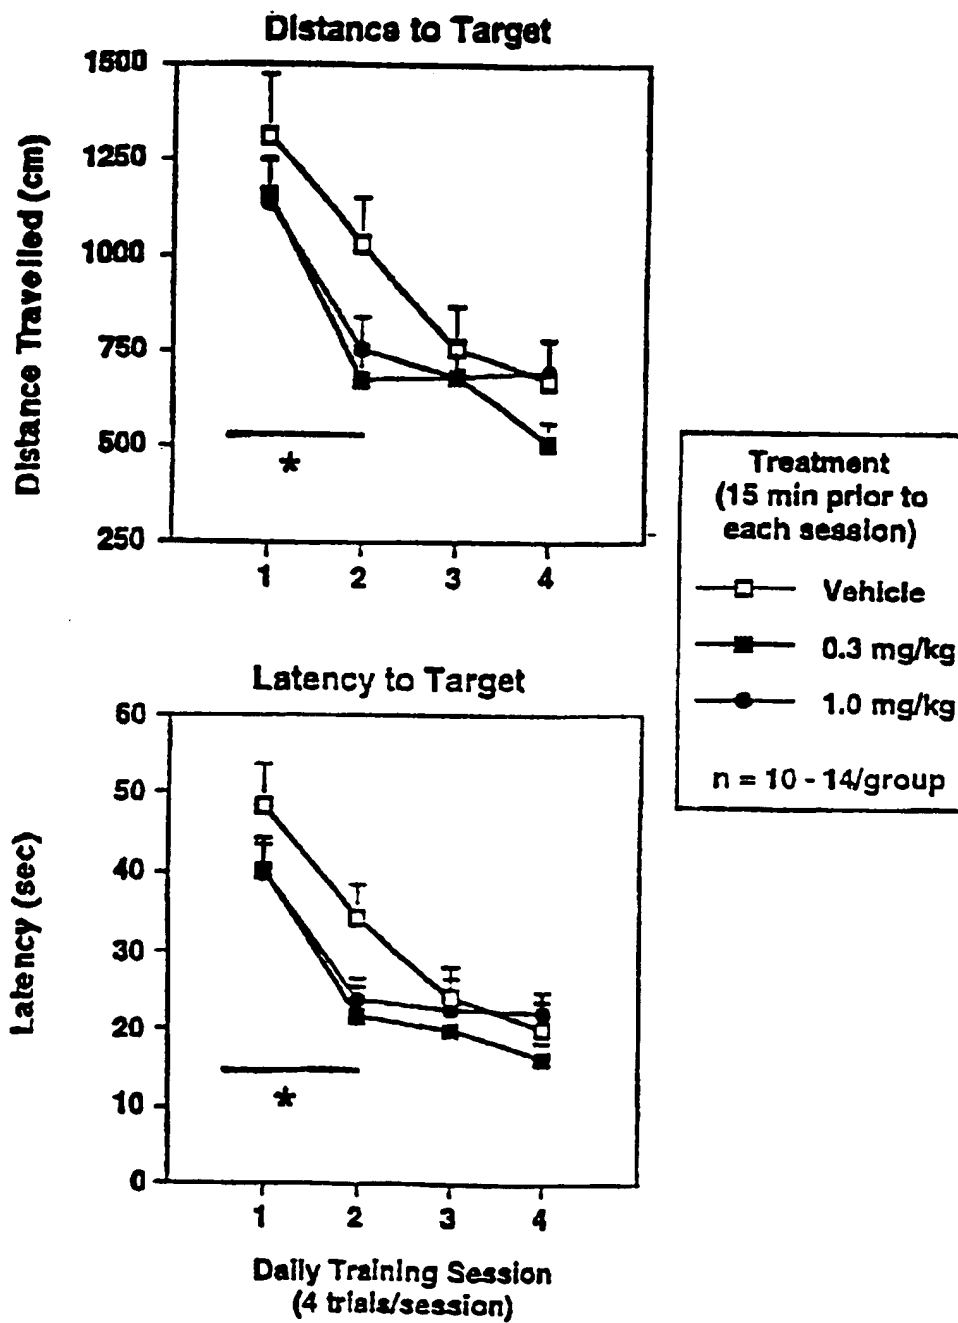 Distance to Target
1500
1250
1000
750
500
250
Distance Travelled (cm)
*
1
2
3
4
Treatment
(15 min prior to
each session)
Vehicle
0.3 mg/kg
1.0 mg/kg
n = 10 - 14/group
Latency to Target
60
50
40
30
20
10
0
Latency (sec)
*
1
2
3
4
Daily Training Session
(4 trials/session)